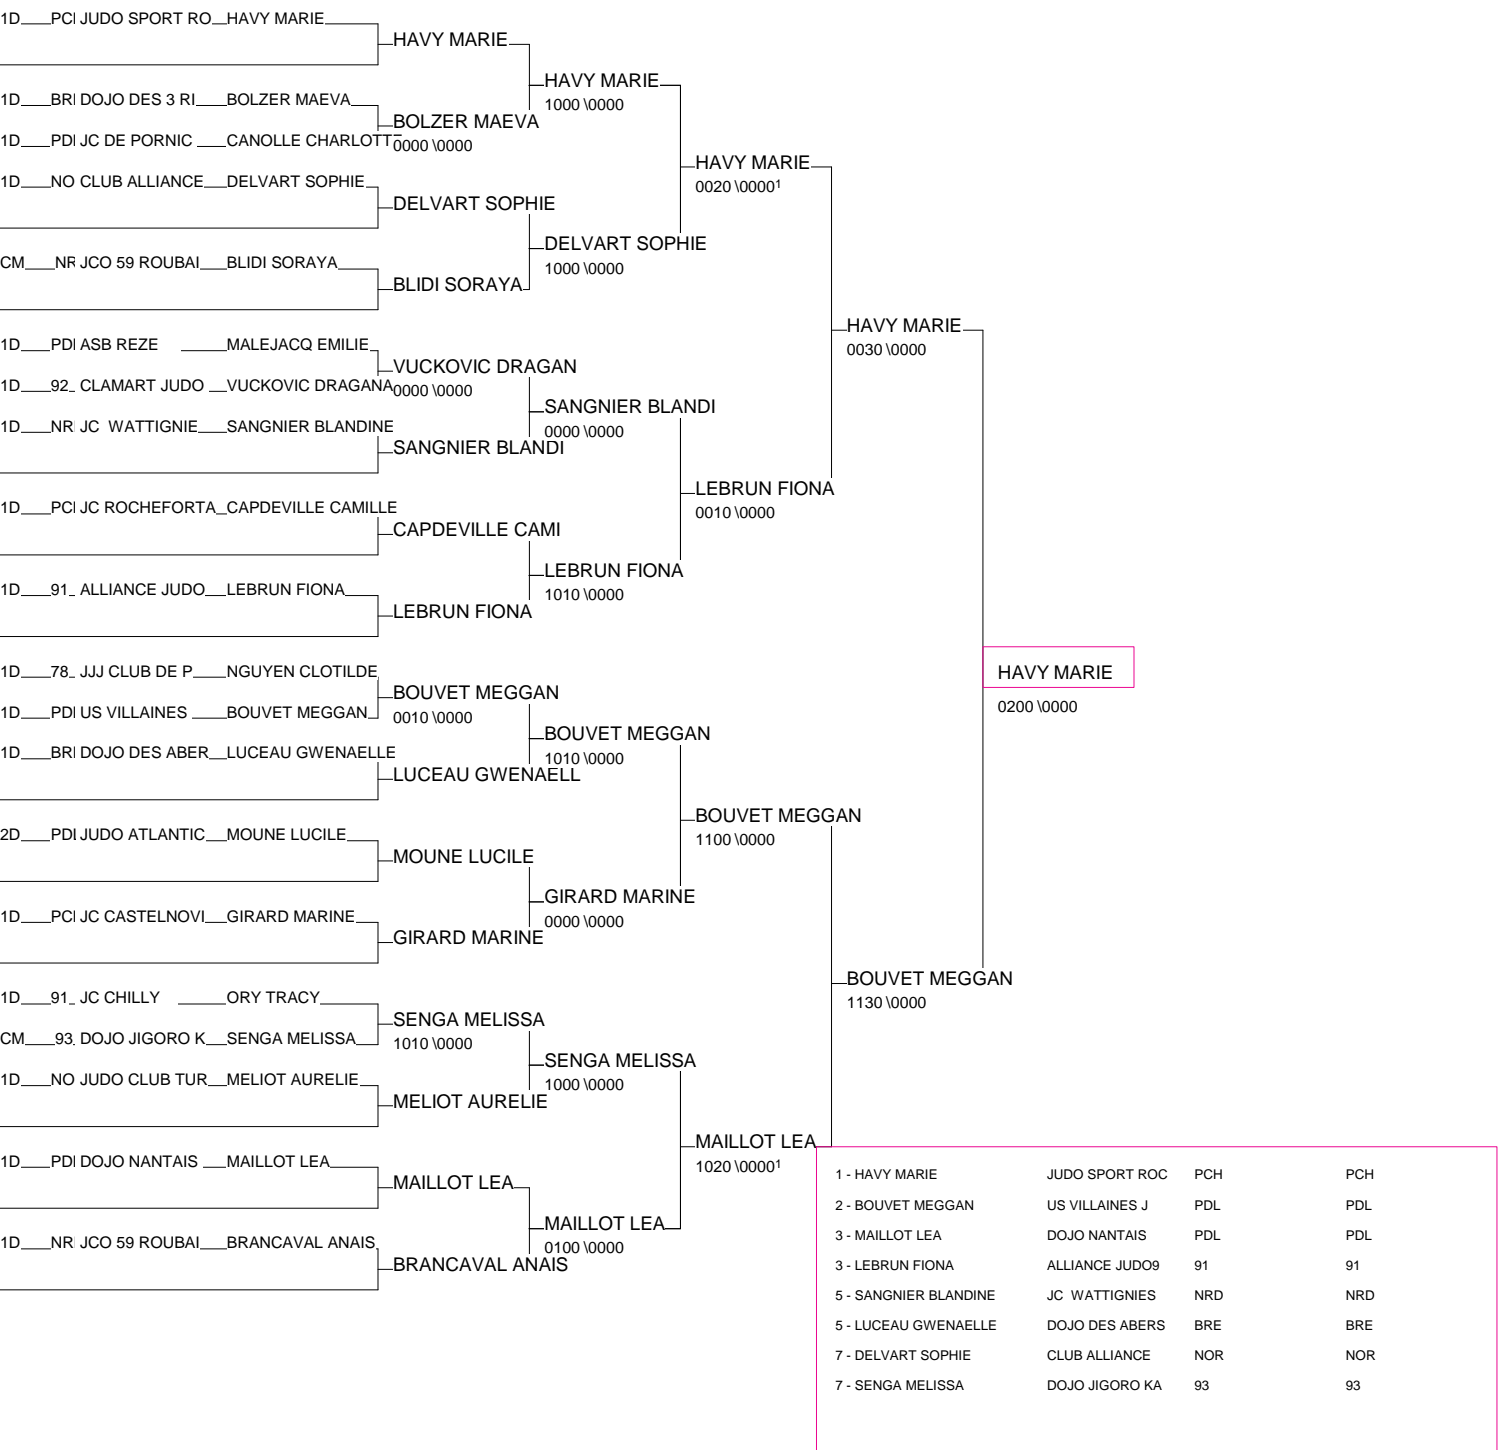 1D PCI JUDO SPORT RO HAVY MARIE
HAVY MARIE
HAVY MARIE
1000 \0000
1D BRI DOJO DES 3 RI BOLZER MAEVA
BOLZER MAEVA
0000 \0000
1D PDI JC DE PORNIC CANOLLE CHARLOTTE
HAVY MARIE
0020 \0000¹
1D NO CLUB ALLIANCE DELVART SOPHIE
DELVART SOPHIE
DELVART SOPHIE
1000 \0000
CM NR JCO 59 ROUBAI BLIDI SORAYA
BLIDI SORAYA
HAVY MARIE
0030 \0000
1D PDI ASB REZE MALEJACQ EMILIE
VUCKOVIC DRAGAN
0000 \0000
1D 92 CLAMART JUDO VUCKOVIC DRAGANA
SANGNIER BLANDI
0000 \0000
1D NRI JC WATTIGNIE SANGNIER BLANDINE
SANGNIER BLANDI
LEBRUN FIONA
0010 \0000
1D PCI JC ROCHEFORTA CAPDEVILLE CAMILLE
CAPDEVILLE CAMI
LEBRUN FIONA
1010 \0000
1D 91 ALLIANCE JUDO LEBRUN FIONA
LEBRUN FIONA
HAVY MARIE
0200 \0000
1D 78 JJJ CLUB DE P NGUYEN CLOTILDE
BOUVET MEGGAN
0010 \0000
1D PDI US VILLAINES BOUVET MEGGAN
BOUVET MEGGAN
1010 \0000
1D BRI DOJO DES ABER LUCEAU GWENAELLE
LUCEAU GWENAELL
BOUVET MEGGAN
1100 \0000
2D PDI JUDO ATLANTIC MOUNE LUCILE
MOUNE LUCILE
GIRARD MARINE
0000 \0000
1D PCI JC CASTELNOVI GIRARD MARINE
GIRARD MARINE
BOUVET MEGGAN
1130 \0000
1D 91 JC CHILLY ORY TRACY
SENGA MELISSA
1010 \0000
CM 93 DOJO JIGORO K SENGA MELISSA
SENGA MELISSA
1000 \0000
1D NO JUDO CLUB TUR MELIOT AURELIE
MELIOT AURELIE
MAILLOT LEA
1020 \0000¹
1D PDI DOJO NANTAIS MAILLOT LEA
MAILLOT LEA
MAILLOT LEA
0100 \0000
1D NRI JCO 59 ROUBAI BRANCAVAL ANAIS
BRANCAVAL ANAIS
1 - HAVY MARIE JUDO SPORT ROC PCH PCH
2 - BOUVET MEGGAN US VILLAINES J PDL PDL
3 - MAILLOT LEA DOJO NANTAIS PDL PDL
3 - LEBRUN FIONA ALLIANCE JUDO9 91 91
5 - SANGNIER BLANDINE JC WATTIGNIES NRD NRD
5 - LUCEAU GWENAELLE DOJO DES ABERS BRE BRE
7 - DELVART SOPHIE CLUB ALLIANCE NOR NOR
7 - SENGA MELISSA DOJO JIGORO KA 93 93